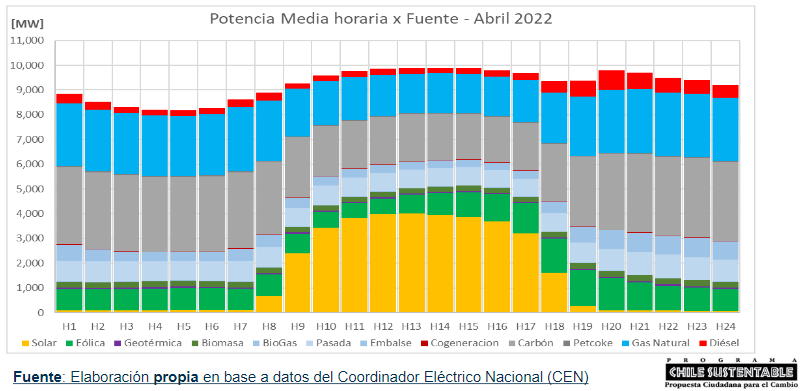 Potencia Media horaria x Fuente - Abril 2022
[MW]
11,000
10,000
9,000
8,000
7,000
6,000
5,000
4,000
3,000
2,000
1,000
0
H1 H2 H3 H4 H5 H6 H7 H8 H9 H10 H11 H12 H13 H14 H15 H16 H17 H18 H19 H20 H21 H22 H23 H24
Solar Eólica Geotérmica Biomasa BioGas Pasada Embalse Cogeneracion Carbón Petcoke Gas Natural Diésel
Fuente: Elaboración propia en base a datos del Coordinador Eléctrico Nacional (CEN)
PROGRAMA
CHILE SUSTENTABLE
Propuesta Ciudadana para el Cambio